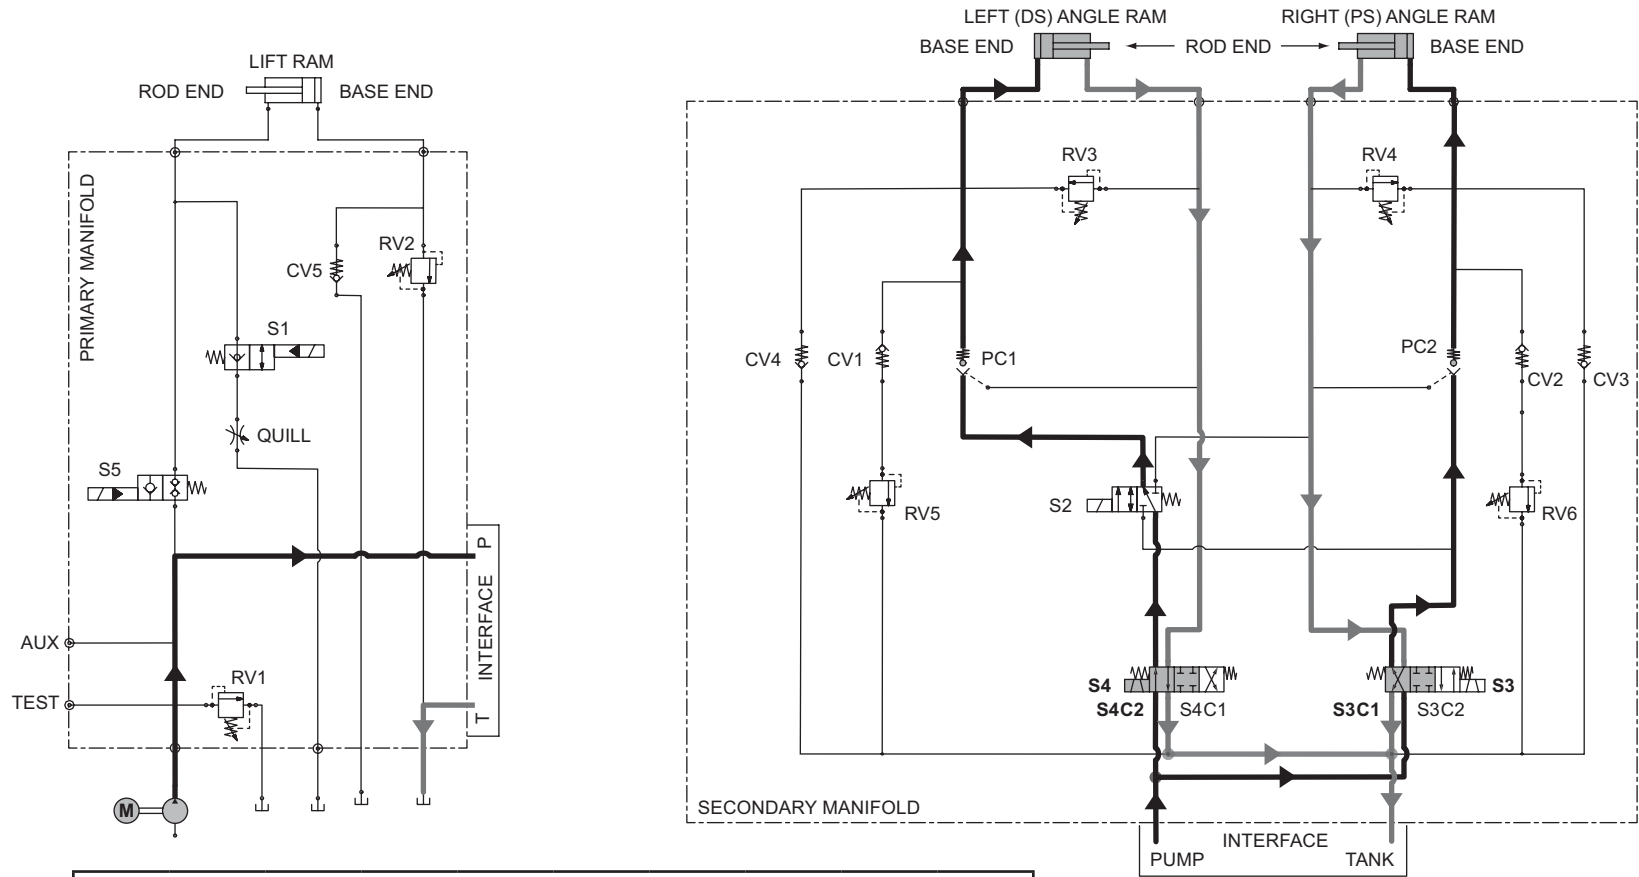 LEFT (DS) ANGLE RAM
RIGHT (PS) ANGLE RAM
BASE END
ROD END
BASE END
LIFT RAM
ROD END
BASE END
PRIMARY MANIFOLD
RV3
RV4
RV2
CV5
S1
CV4
CV1
PC1
PC2
CV2
CV3
QUILL
S5
S2
RV5
RV6
P
INTERFACE
T
AUX
TEST
RV1
S4
S3
S4C2
S4C1
S3C1
S3C2
M
SECONDARY MANIFOLD
INTERFACE
PUMP
TANK